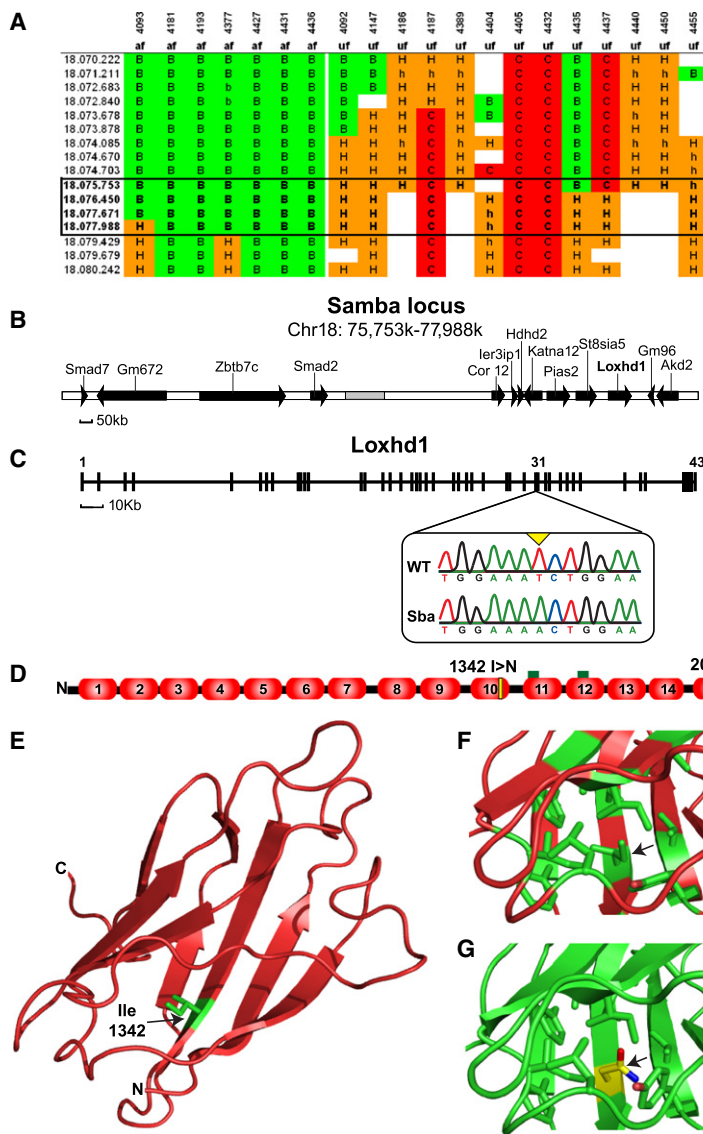 A
4093 4181 4193 4377 4427 4431 4436 4092 4147 4186 4187 4389 4404 4405 4432 4435 4437 4440 4450 4455
af af af af af af af uf uf uf uf uf uf uf uf uf uf uf uf uf
18.070.222 B B B B B B B B B H H H C C B C H H
18.071.211 B B B B B B B B B h h h C C B C h h B
18.072.683 B B B b B B B B B H H H C C B C H H
18.072.840 B B B b B B B B H H H B C C B C H H
18.073.678 B B B B B B B B H H C H B C C B C h H
18.073.878 B B B B B B B B H H C H C C B C H H
18.074.085 B B B B B B B H H h C h H C C B C h h H
18.074.670 B B B B B B B H H H C H C C B C H H H
18.074.703 B B B B B B B H H H C H C C C B C H H H
18.075.753 B B B B B B B H H H C H C C B C H H h
18.076.450 B B B B B B B H H C H C C H H H
18.077.671 B B B B B B B H H C h C C H H H
18.077.988 H B B B B B B H H C h C C H H h
18.079.429 H B B H B B B H H C h C C H H H
18.079.679 H B B B B B B H C H C C H
18.080.242 H B B H B B B H H C H C C H H H
B
Samba locus
Chr18: 75,753k-77,988k
Smad7 Gm672 Zbtb7c Smad2 Cor 12 Ier3ip1 Hdhd2 Katna12 Pias2 St8sia5 Loxhd1 Gm96 Akd2
50kb
C
Loxhd1
1 31 43
10Kb
WT
T G G A A A T C T G G A A
Sba
T G G A A A A C T G G A A
D
1342 I>N 20
N 1 2 3 4 5 6 7 8 9 10 11 12 13 14
E
C
Ile
1342
N
F
G